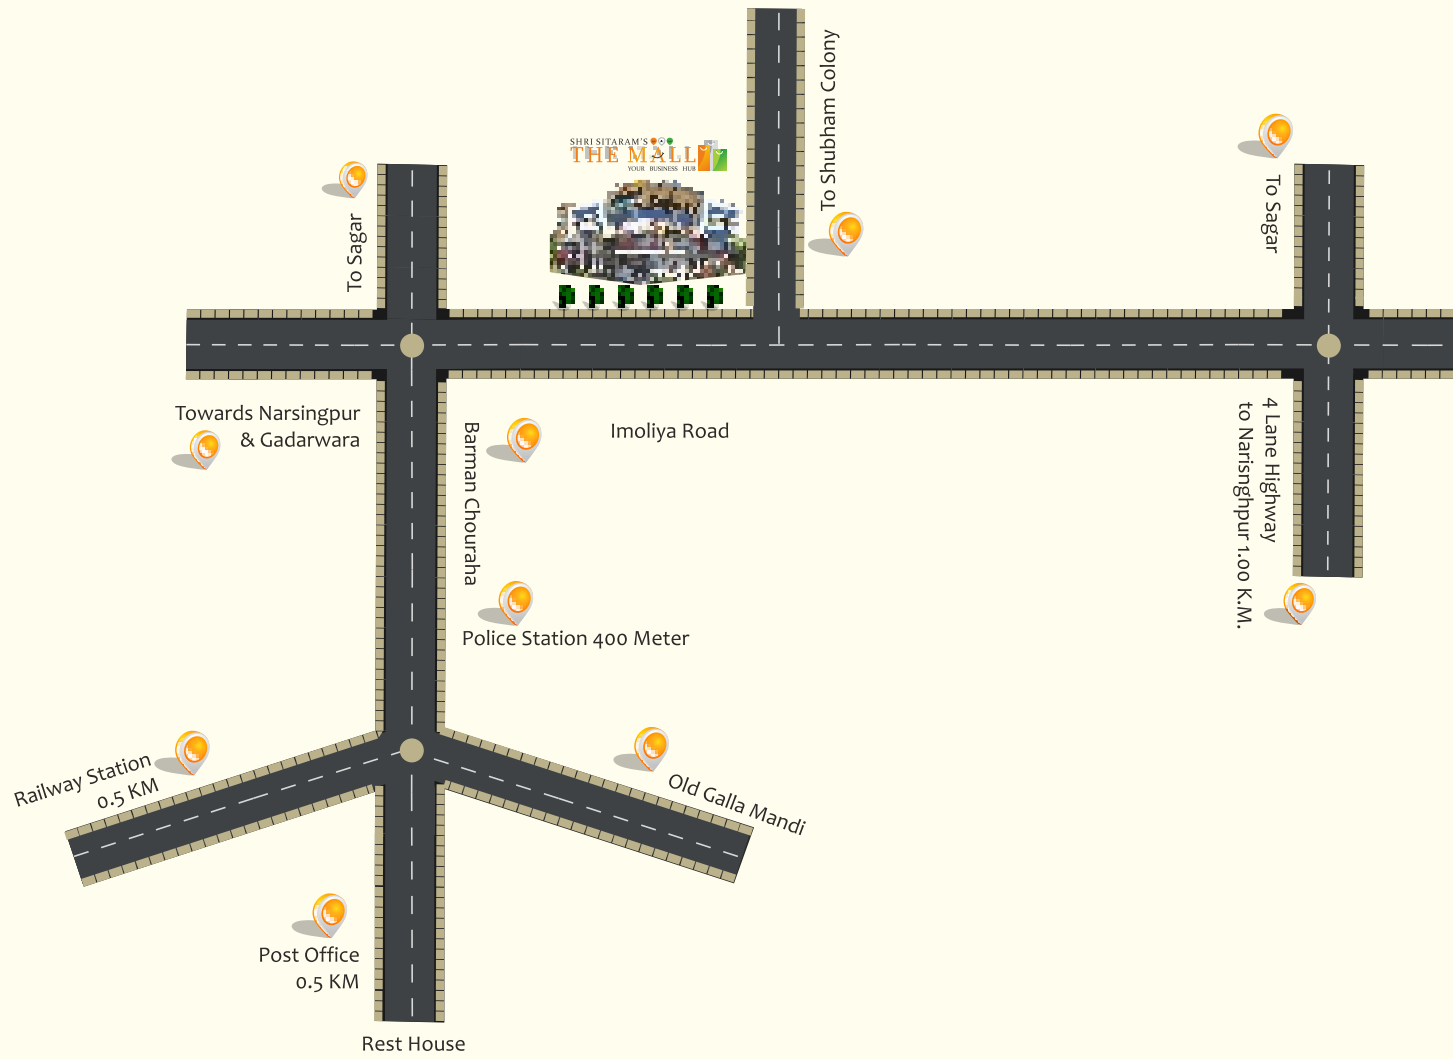 SHRI SITARAM'S
THE MALL
YOUR BUSINESS HUB
To Shubham Colony
To Sagar
To Sagar
Towards Narsingpur
& Gadarwara
Barman Chouraha
Imoliya Road
4 Lane Highway
to Narisnghpur 1.00 K.M.
Police Station 400 Meter
Railway Station
0.5 KM
Old Galla Mandi
Post Office
0.5 KM
Rest House